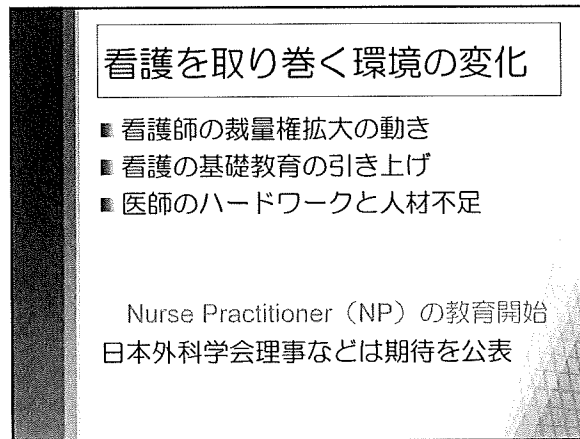 看護を取り巻く環境の変化
看護師の裁量権拡大の動き
看護の基礎教育の引き上げ
医師のハードワークと人材不足
Nurse Practitioner（NP）の教育開始
日本外科学会理事などは期待を公表